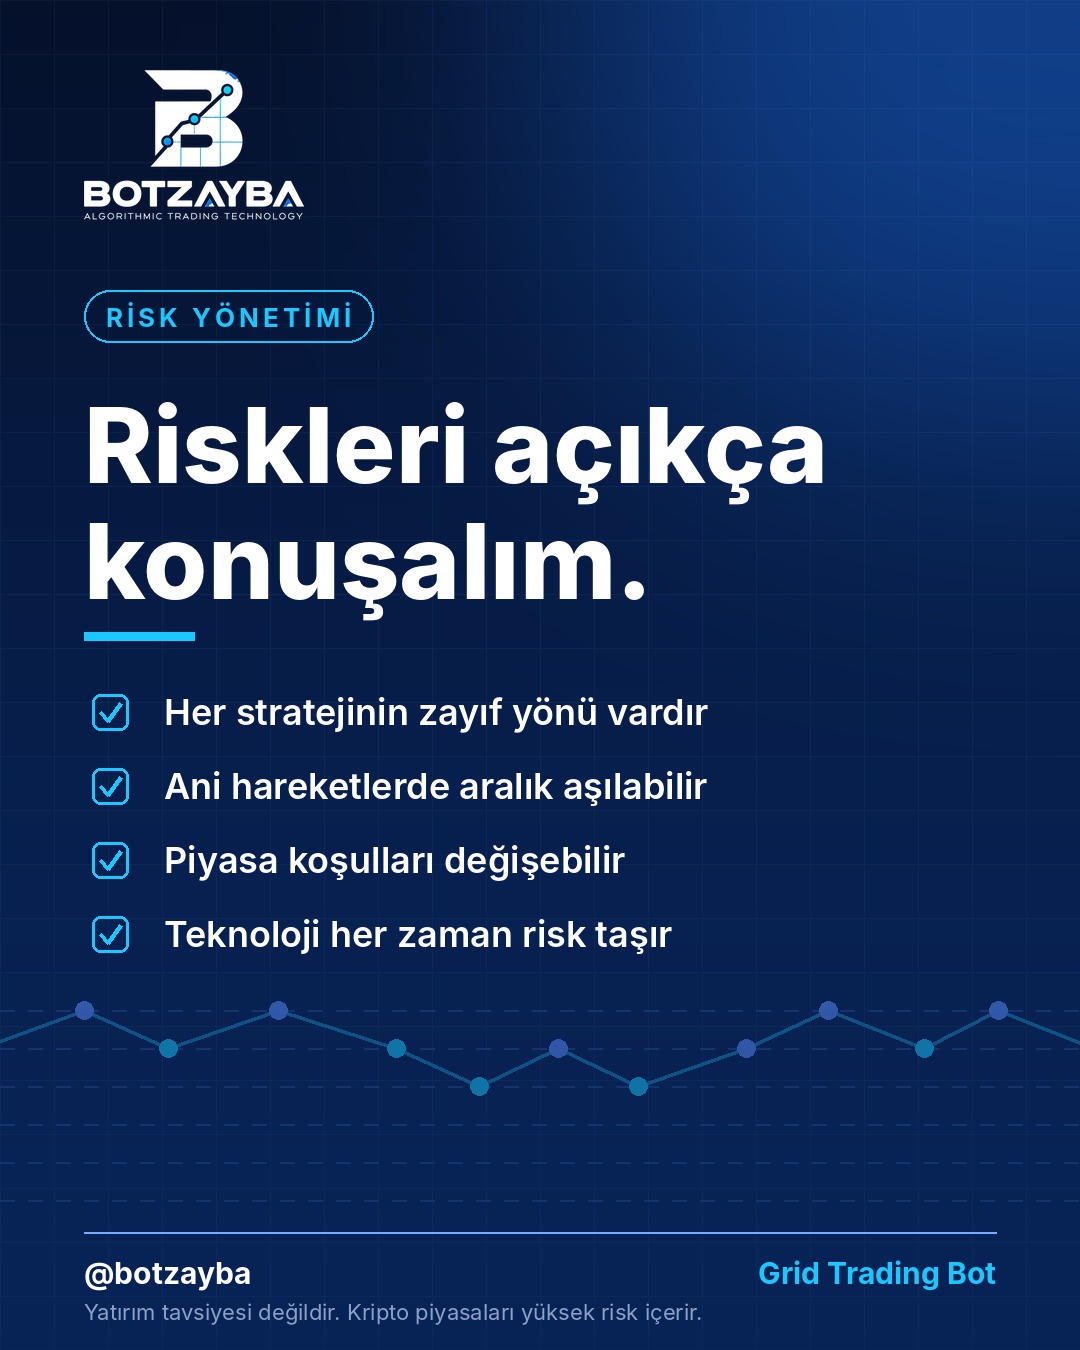 BOTZAYBA
ALGORITHMIC TRADING TECHNOLOGY
RİSK YÖNETİMİ
Riskleri açıkça
konuşalım.
Her stratejinin zayıf yönü vardır
Ani hareketlerde aralık aşılabilir
Piyasa koşulları değişebilir
Teknoloji her zaman risk taşır
@botzayba
Grid Trading Bot
Yatırım tavsiyesi değildir. Kripto piyasaları yüksek risk içerir.